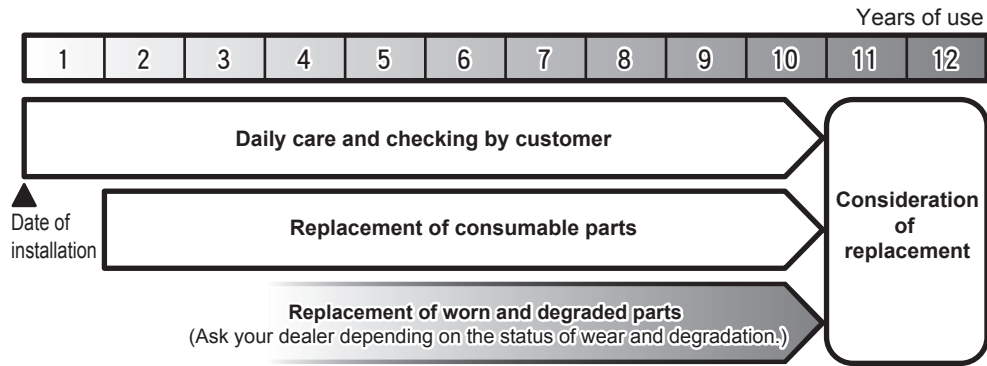 Years of use
1 2 3 4 5 6 7 8 9 10 11 12
Daily care and checking by customer
Date of
installation
Replacement of consumable parts
Consideration
of
replacement
Replacement of worn and degraded parts
(Ask your dealer depending on the status of wear and degradation.)